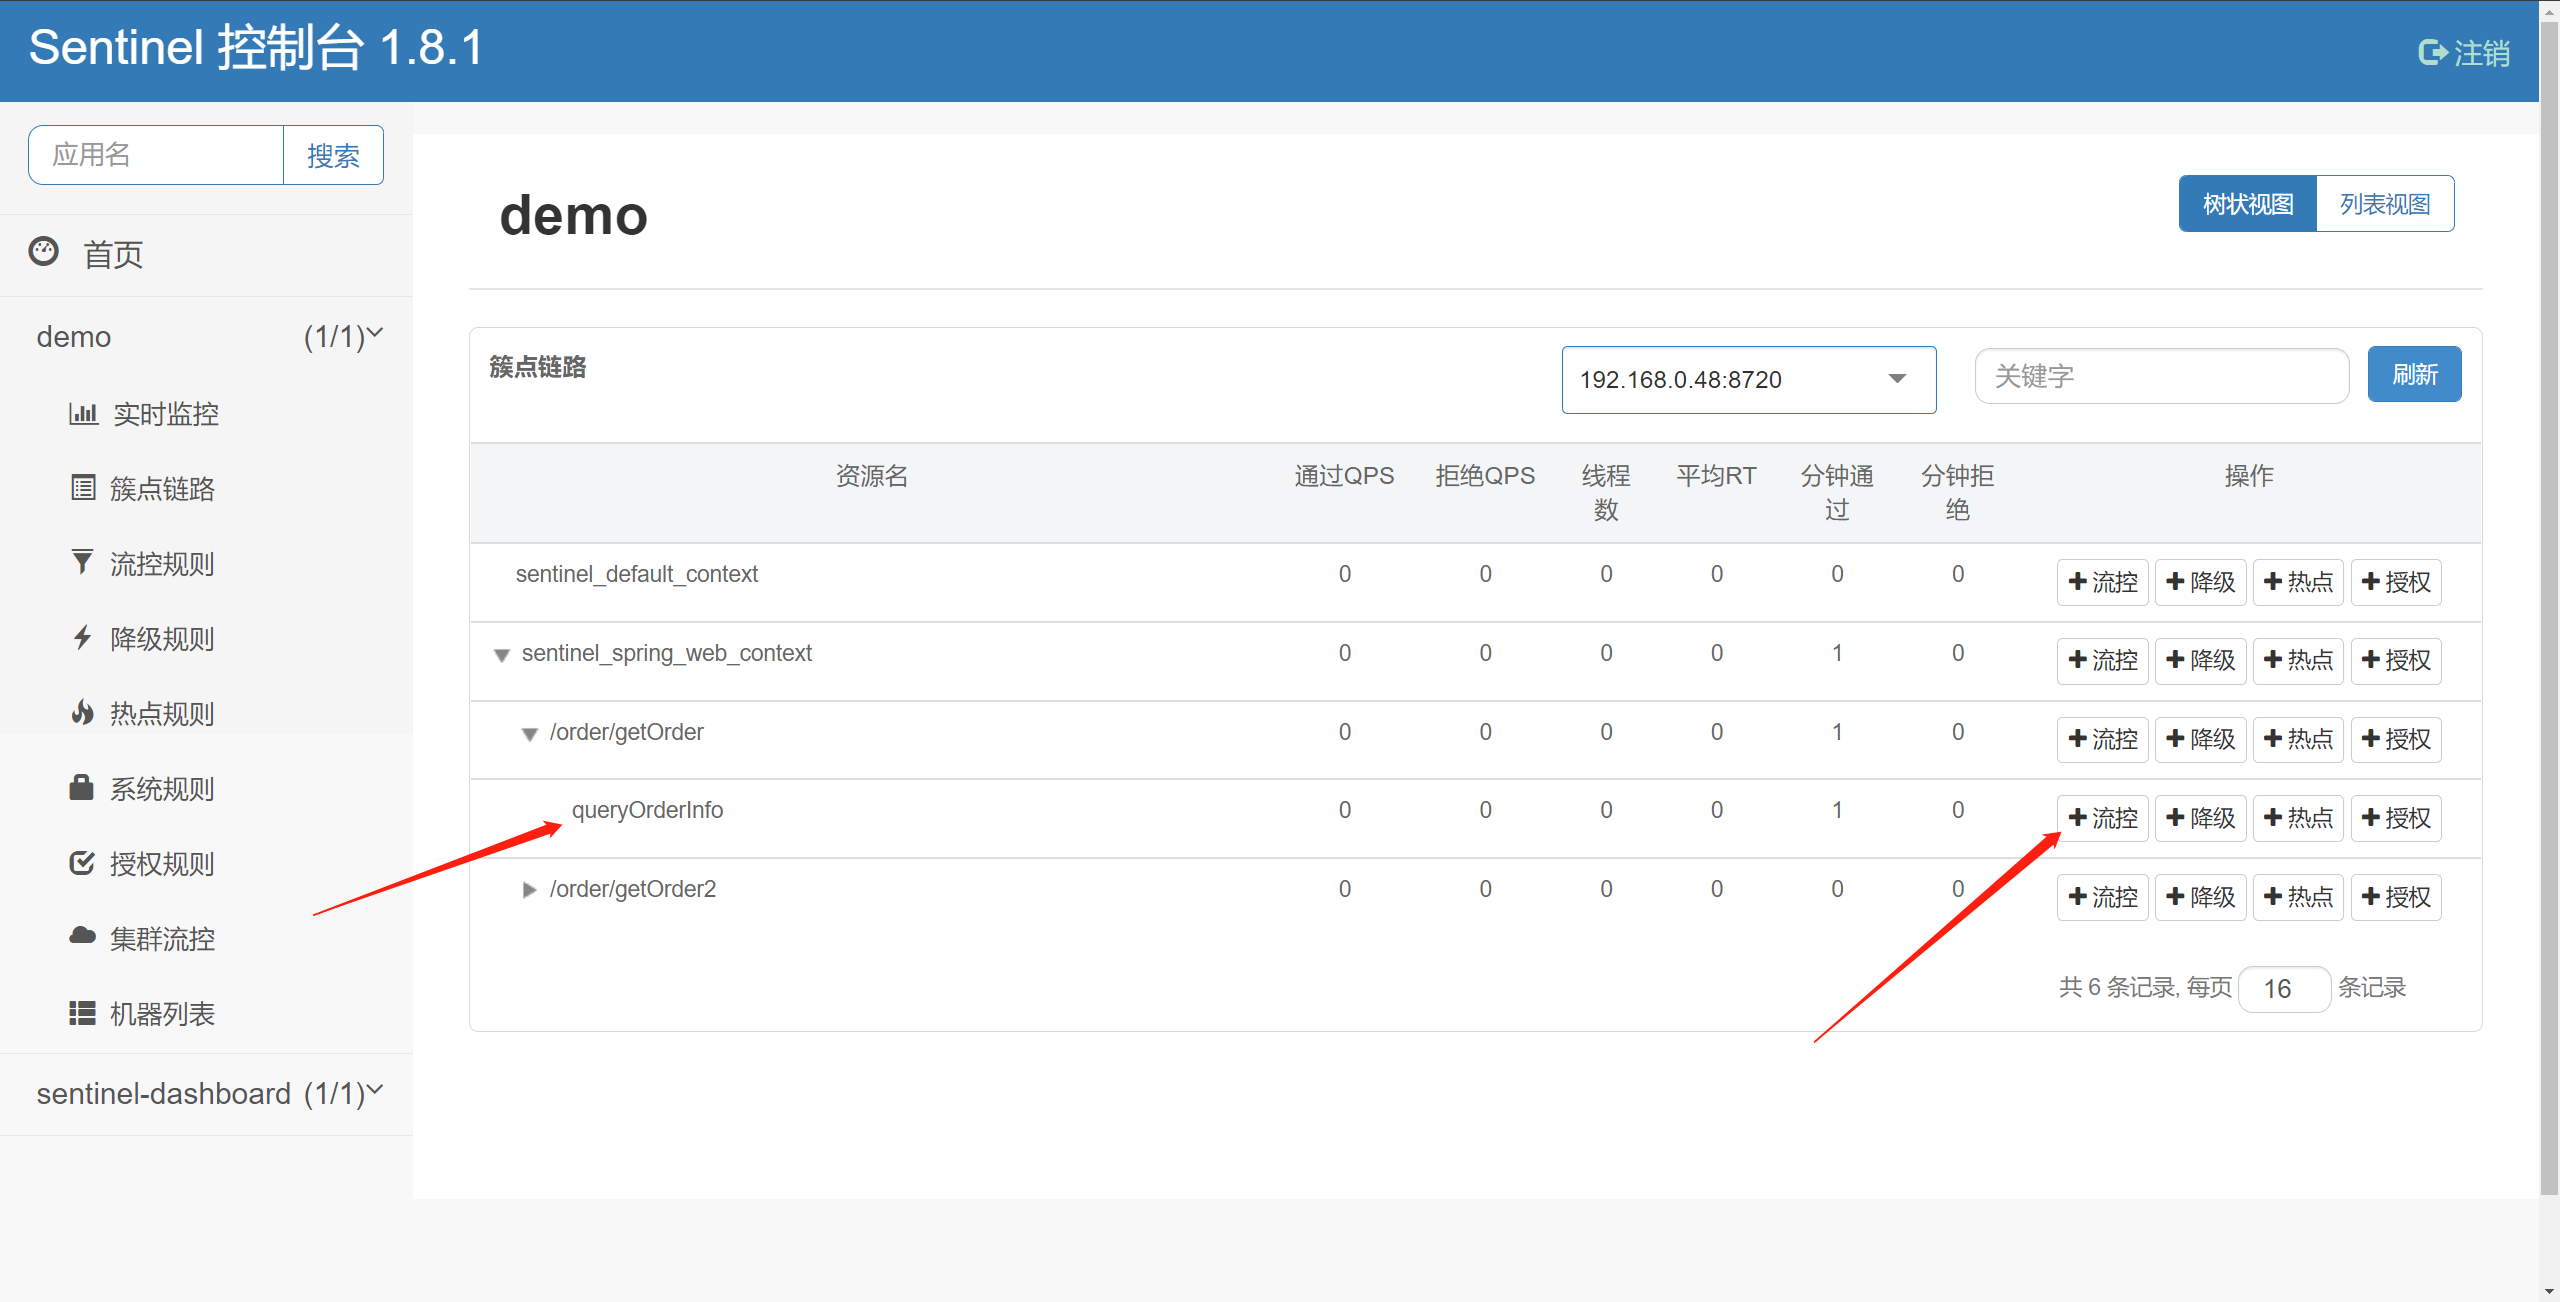 Sentinel 控制台 1.8.1
注销
应用名 搜索
首页
demo (1/1)
实时监控
簇点链路
流控规则
降级规则
热点规则
系统规则
授权规则
集群流控
机器列表
sentinel-dashboard (1/1)
demo
树状视图 列表视图
簇点链路 192.168.0.48:8720 关键字 刷新
资源名 通过QPS 拒绝QPS 线程数 平均RT 分钟通过 分钟拒绝 操作
sentinel_default_context 0 0 0 0 0 0 流控 降级 热点 授权
sentinel_spring_web_context 0 0 0 0 1 0 流控 降级 热点 授权
/order/getOrder 0 0 0 0 1 0 流控 降级 热点 授权
queryOrderInfo 0 0 0 0 1 0 流控 降级 热点 授权
/order/getOrder2 0 0 0 0 0 0 流控 降级 热点 授权
共 6 条记录, 每页 16 条记录